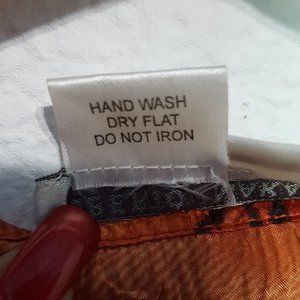 HAND WASH
DRY FLAT
DO NOT IRON